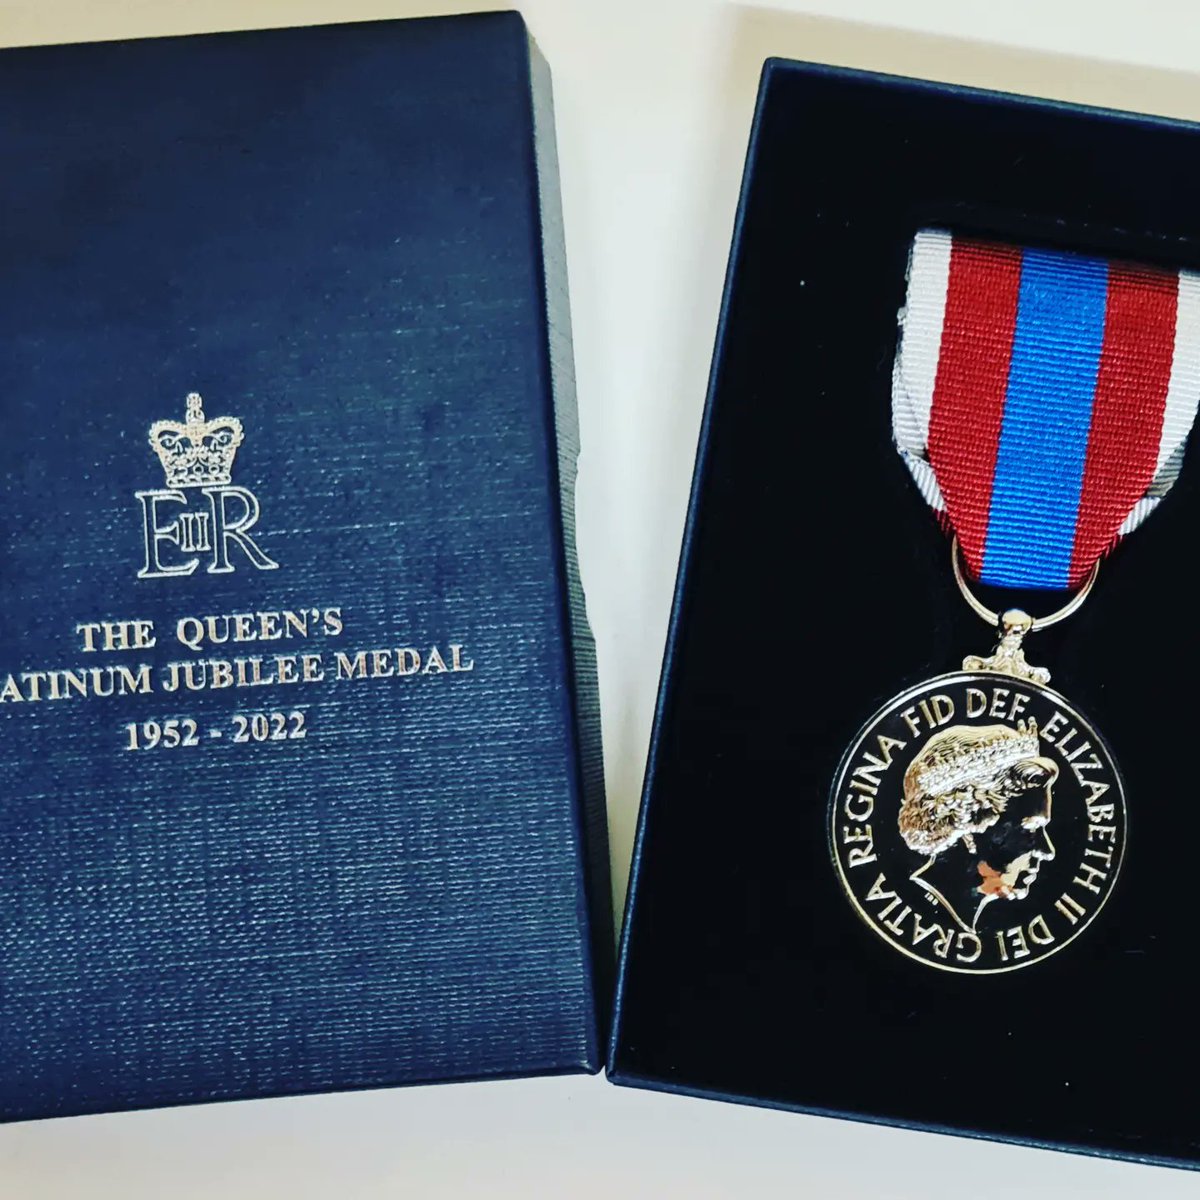 EIIR
THE QUEEN'S
ATINUM JUBILEE MEDAL
1952 - 2022
ELIZABETH II DEI GRATIA REGINA FID DEF